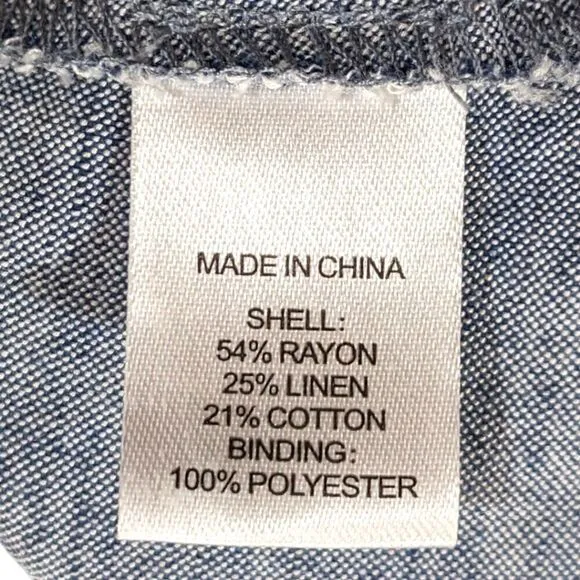 MADE IN CHINA
SHELL:
54% RAYON
25% LINEN
21% COTTON
BINDING:
100% POLYESTER